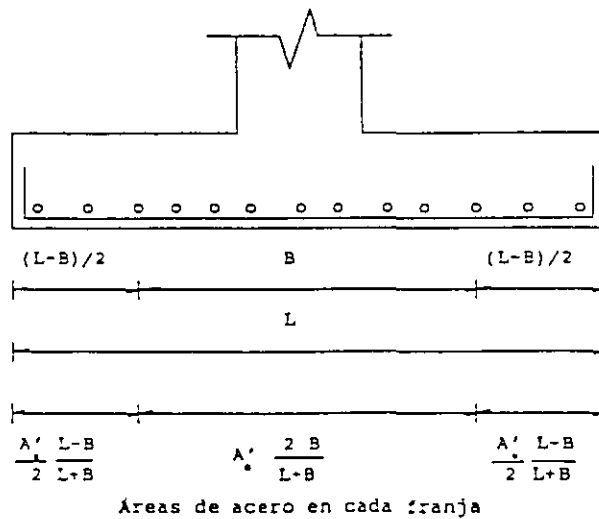 (L-B)/2 B (L-B)/2
L
A's/2 L-B/L+B A's 2 B/L+B A's/2 L-B/L+B
Áreas de acero en cada franja